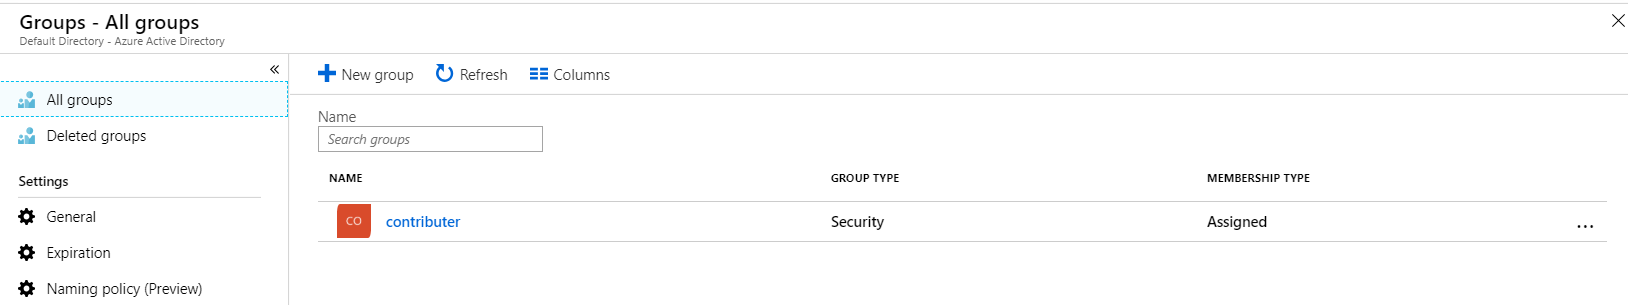 Groups - All groups
Default Directory - Azure Active Directory
All groups
Deleted groups
Settings
General
Expiration
Naming policy (Preview)
New group Refresh Columns
Name
Search groups
NAME GROUP TYPE MEMBERSHIP TYPE
CO contributer Security Assigned ...